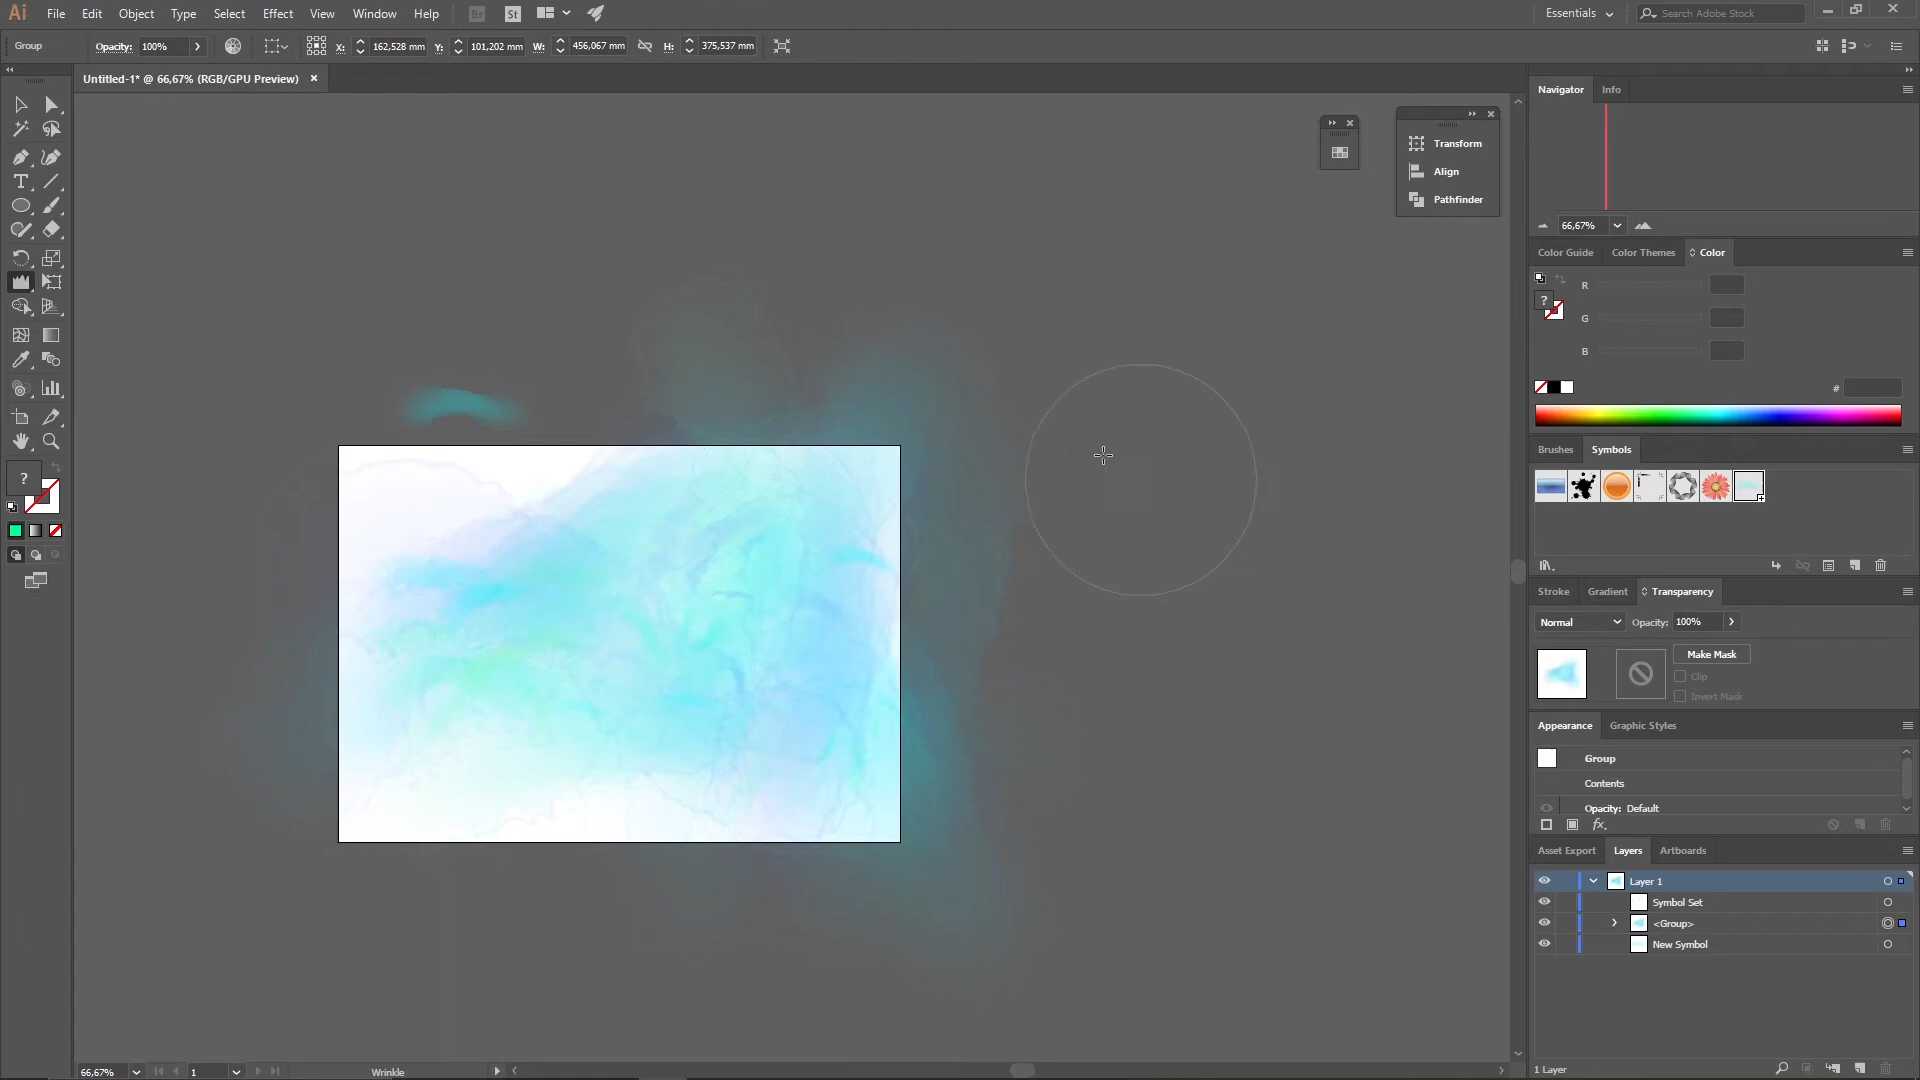 Ai File Edit Object Type Select Effect View Window Help Br St Essentials Search Adobe Stock
Group Opacity: 100% X: 162,528 mm Y: 101,202 mm W: 456,067 mm H: 375,537 mm
Untitled-1* @ 66,67% (RGB/GPU Preview)
Transform
Align
Pathfinder
Navigator Info
66,67%
Color Guide Color Themes Color
? R
G
B
#
Brushes Symbols
?
Stroke Gradient Transparency
Normal Opacity: 100%
Make Mask
Clip
Invert Mask
Appearance Graphic Styles
Group
Contents
Opacity: Default
fx.
Asset Export Layers Artboards
Layer 1
Symbol Set
<Group>
New Symbol
1 Layer
66,67% 1 Wrinkle